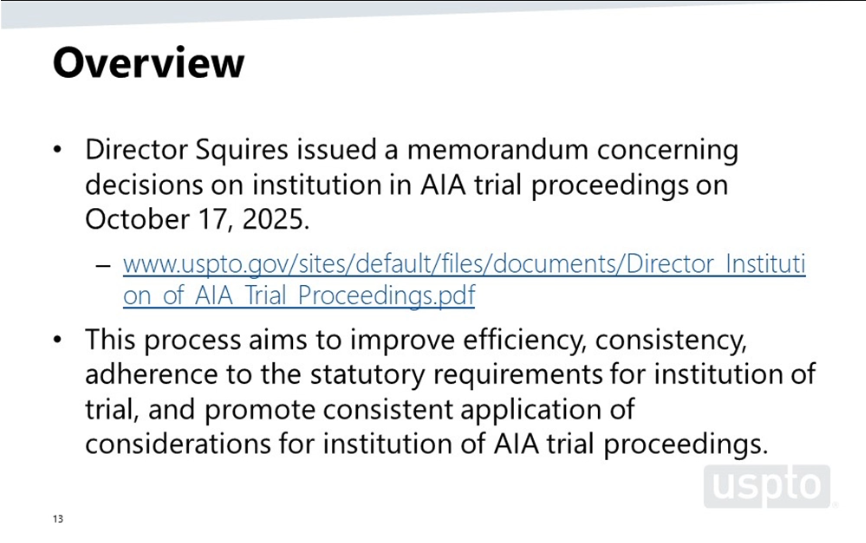 Overview
• Director Squires issued a memorandum concerning
decisions on institution in AIA trial proceedings on
October 17, 2025.
– www.uspto.gov/sites/default/files/documents/Director_Instituti
on_of_AIA_Trial_Proceedings.pdf
• This process aims to improve efficiency, consistency,
adherence to the statutory requirements for institution of
trial, and promote consistent application of
considerations for institution of AIA trial proceedings.
uspto
13